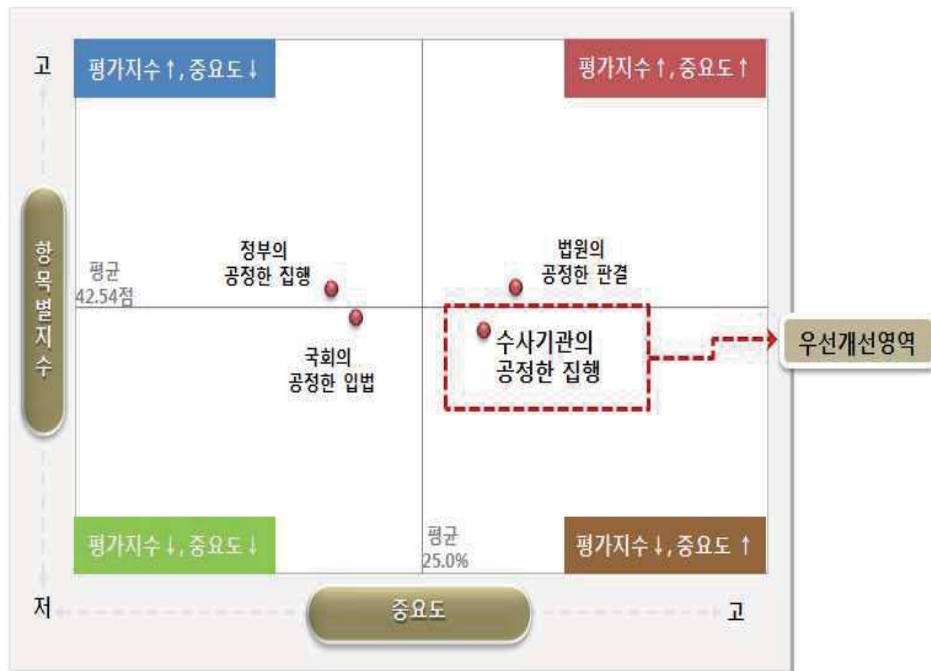 고
평가지수↑,중요도↓
평가지수↑,중요도↑
항목별지수
정부의
공정한 집행
법원의
공정한 판결
평균
42.54점
국회의
공정한 입법
수사기관의
공정한 집행
우선개선영역
평가지수↓,중요도↓
평균
25.0%
평가지수↓,중요도 ↑
저
중요도
고